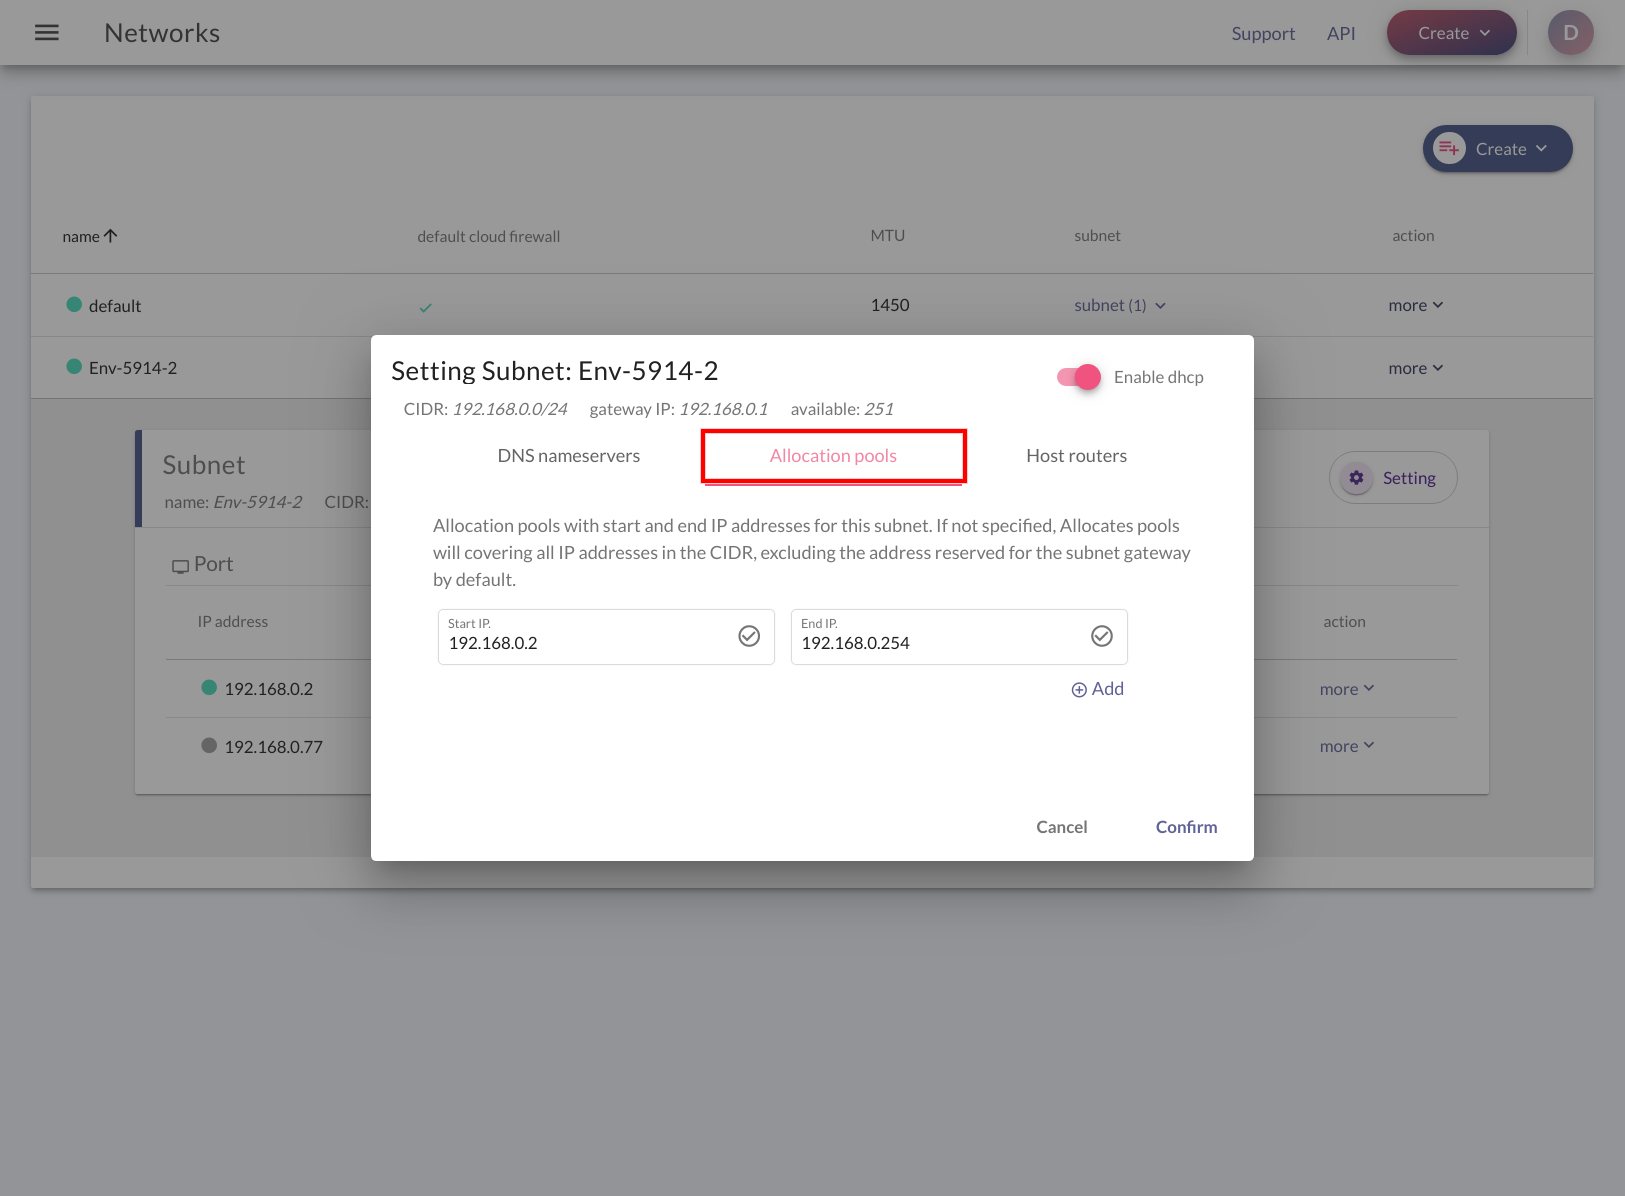 Networks
Support API Create D
Create
name default cloud firewall MTU subnet action
default 1450 subnet (1) more
Env-5914-2 more
Setting Subnet: Env-5914-2 Enable dhcp
CIDR: 192.168.0.0/24 gateway IP: 192.168.0.1 available: 251
DNS nameservers Allocation pools Host routers
Subnet
name: Env-5914-2 CIDR:
Setting
Allocation pools with start and end IP addresses for this subnet. If not specified, Allocates pools
will covering all IP addresses in the CIDR, excluding the address reserved for the subnet gateway
by default.
Port
IP address action
Start IP.
192.168.0.2
End IP.
192.168.0.254
Add
192.168.0.2 more
192.168.0.77 more
Cancel Confirm